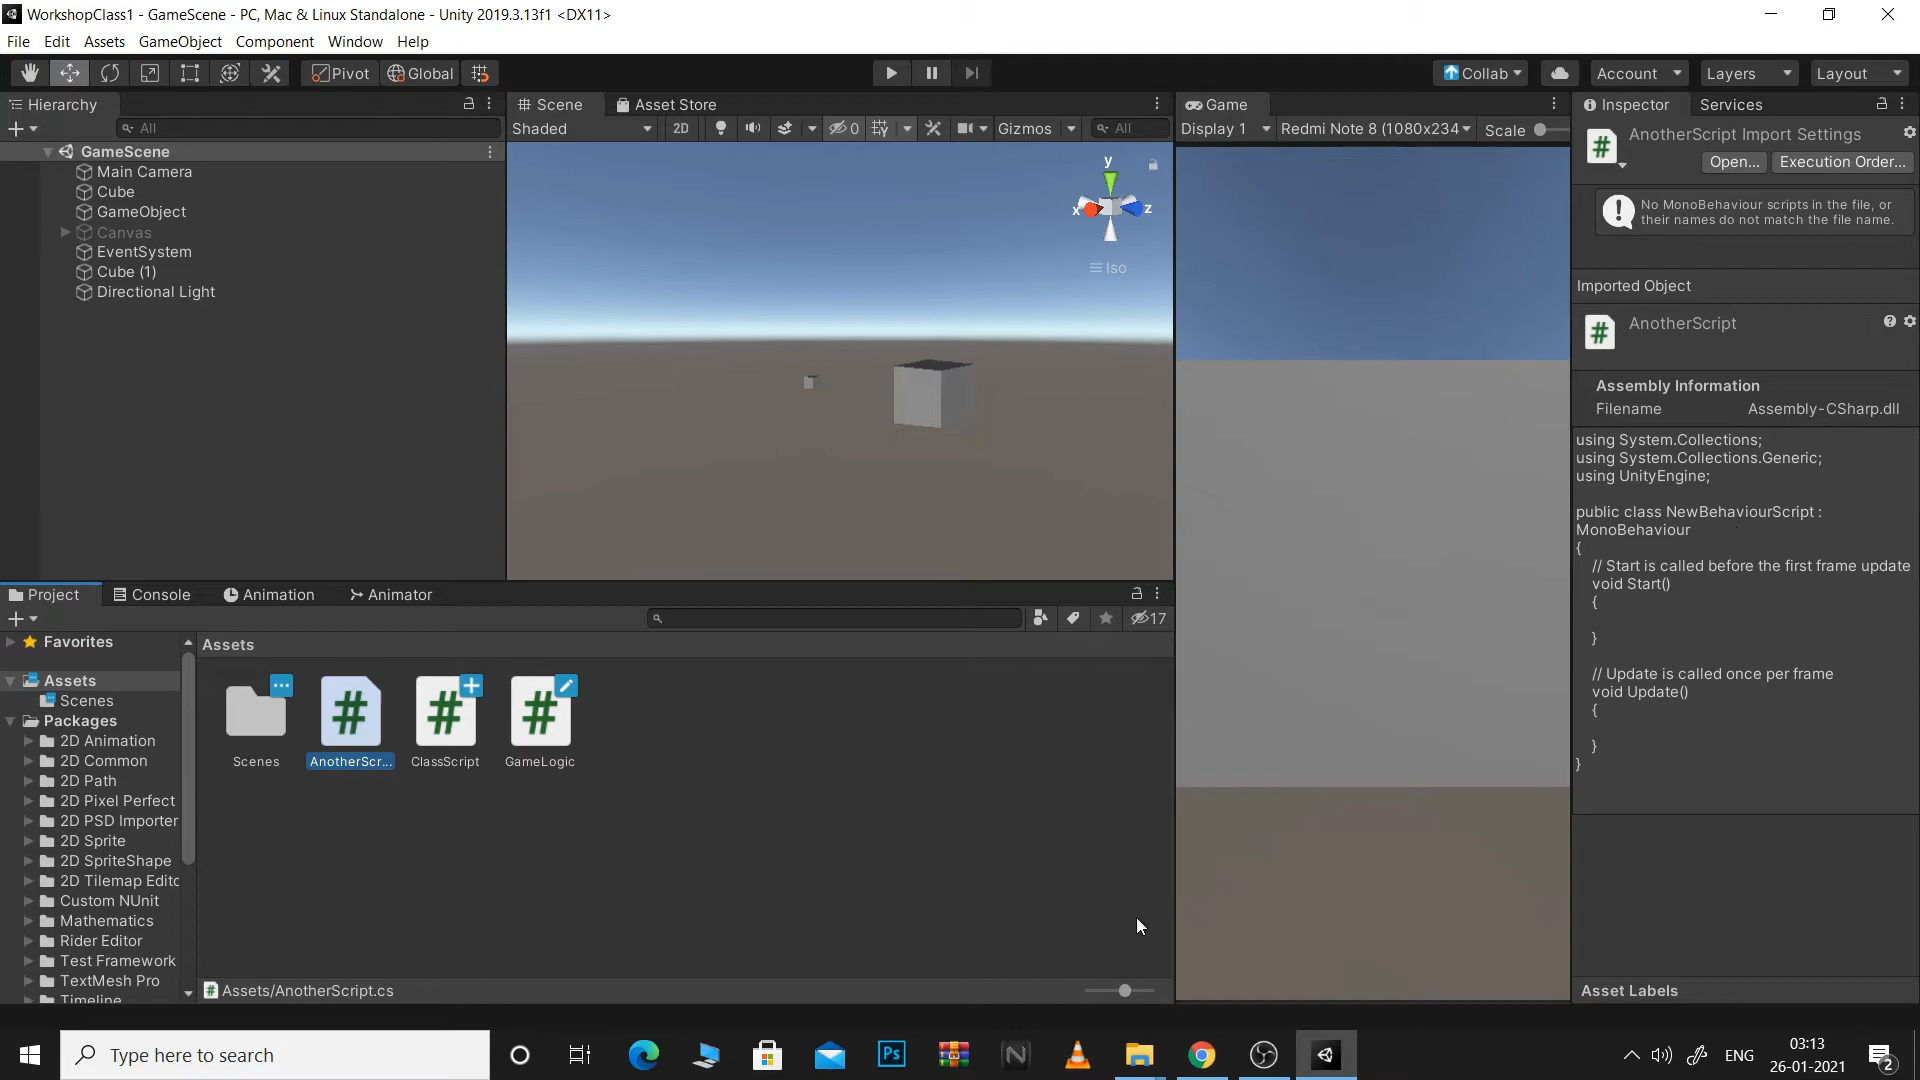 WorkshopClass1 - GameScene - PC, Mac & Linux Standalone - Unity 2019.3.13f1 <DX11>
File Edit Assets GameObject Component Window Help
Pivot Global Collab Account Layers Layout
Hierarchy
All
GameScene
Main Camera
Cube
GameObject
Canvas
EventSystem
Cube (1)
Directional Light
Scene Asset Store
Shaded 2D 0 Gizmos All
y
x z
Iso
Game
Display 1 Redmi Note 8 (1080x234 Scale
Inspector Services
AnotherScript Import Settings
Open... Execution Order...
No MonoBehaviour scripts in the file, or
their names do not match the file name.
Imported Object
AnotherScript
Assembly Information
Filename Assembly-CSharp.dll
using System.Collections;
using System.Collections.Generic;
using UnityEngine;
public class NewBehaviourScript :
MonoBehaviour
{
// Start is called before the first frame update
void Start()
{
}
// Update is called once per frame
void Update()
{
}
}
Asset Labels
Project Console Animation Animator
17
Favorites
Assets
Scenes
Packages
2D Animation
2D Common
2D Path
2D Pixel Perfect
2D PSD Importer
2D Sprite
2D SpriteShape
2D Tilemap Edito
Custom NUnit
Mathematics
Rider Editor
Test Framework
TextMesh Pro
Timeline
Assets
Scenes AnotherScr... ClassScript GameLogic
Assets/AnotherScript.cs
Type here to search
Ps
N
ENG
03:13
26-01-2021
2